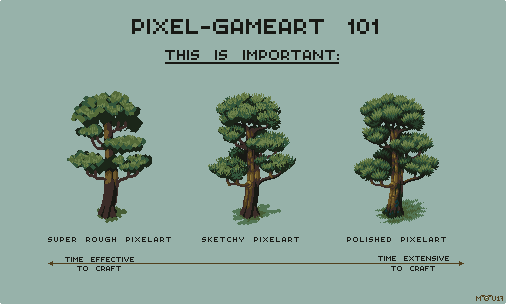 PIXEL-GAMEART 101
THIS IS IMPORTANT:
SUPER ROUGH PIXELART
SKETCHY PIXELART
POLISHED PIXELART
TIME EFFECTIVE
TO CRAFT
TIME EXTENSIVE
TO CRAFT